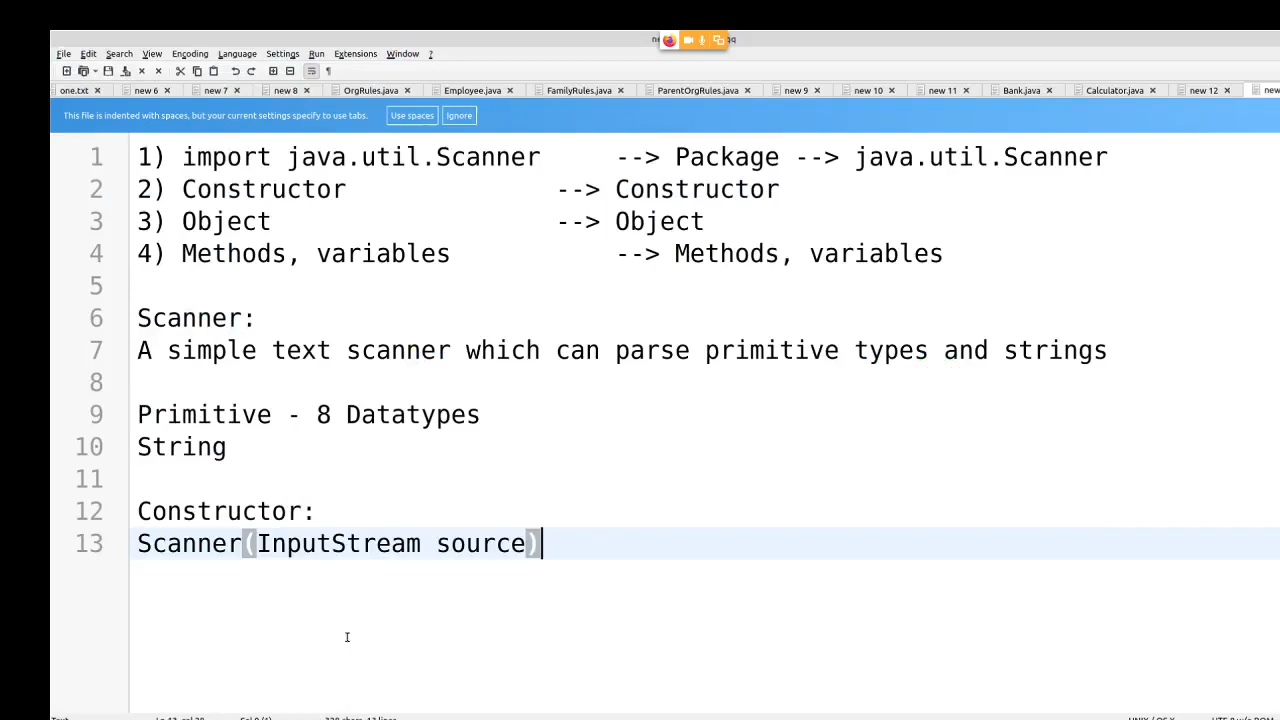 File Edit Search View Encoding Language Settings Run Extensions Window ?
one.txt new 6 new 7 new 8 OrgRules.java Employee.java FamilyRules.java ParentOrgRules.java new 9 new 10 new 11 Bank.java Calculator.java new 12 new
This file is indented with spaces, but your current settings specify to use tabs. Use spaces Ignore
1 1) import java.util.Scanner --> Package --> java.util.Scanner
2 2) Constructor --> Constructor
3 3) Object --> Object
4 4) Methods, variables --> Methods, variables
5
6 Scanner:
7 A simple text scanner which can parse primitive types and strings
8
9 Primitive - 8 Datatypes
10 String
11
12 Constructor:
13 Scanner(InputStream source)